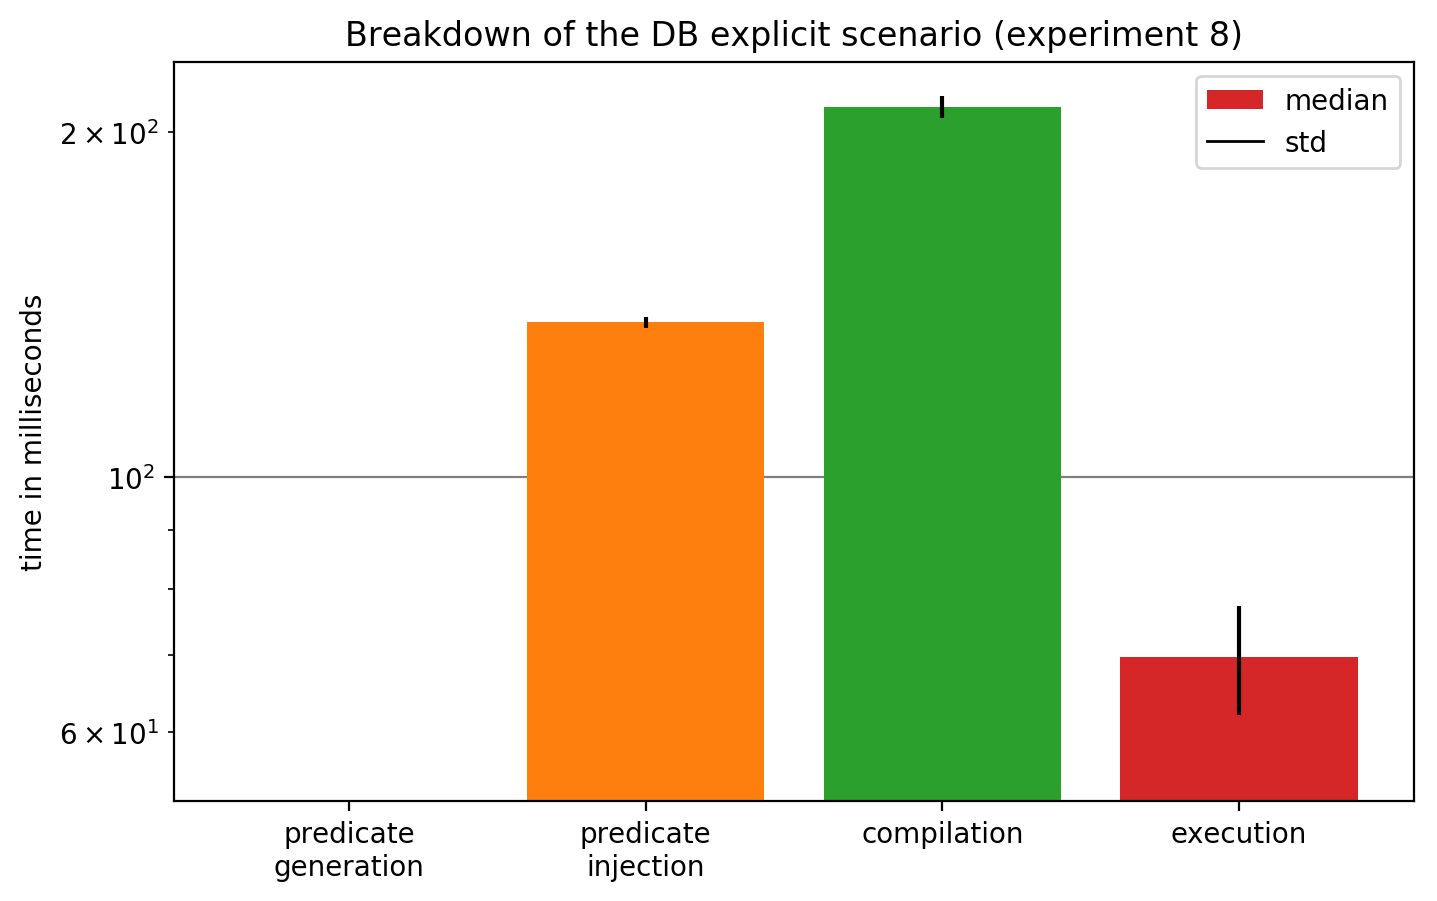 Breakdown of the DB explicit scenario (experiment 8)
median
std
time in milliseconds
2 × 10²
10²
6 × 10¹
predicate
generation
predicate
injection
compilation
execution